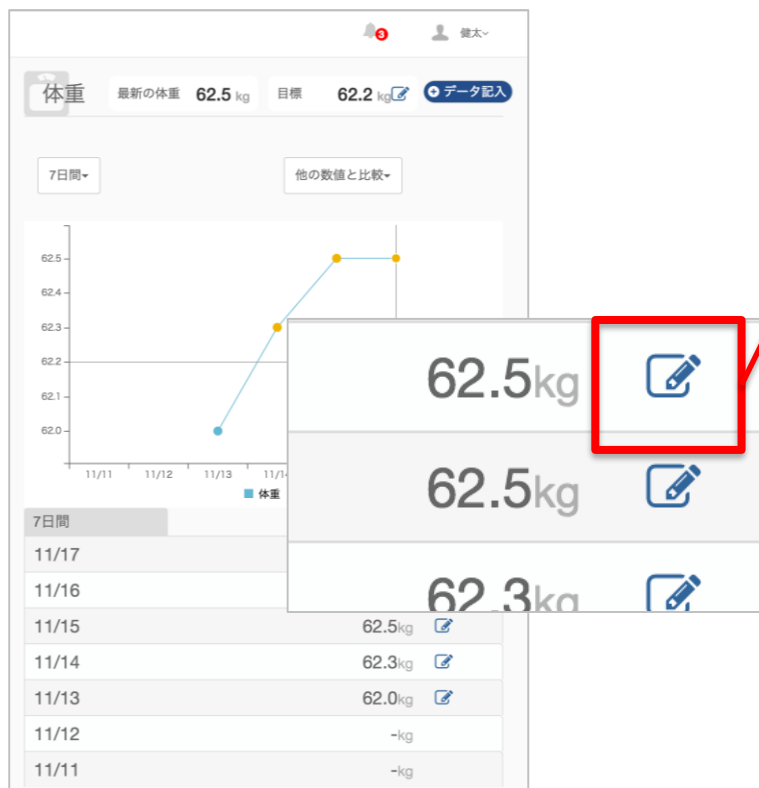 3 健太
体重 最新の体重 62.5 kg 目標 62.2 kg データ記入
7日間 他の数値と比較
62.5
62.4
62.3
62.2
62.1
62.0
11/11 11/12 11/13
体重
62.5kg
62.5kg
62.3kg
7日間
11/17
11/16
11/15 62.5kg
11/14 62.3kg
11/13 62.0kg
11/12 -kg
11/11 -kg